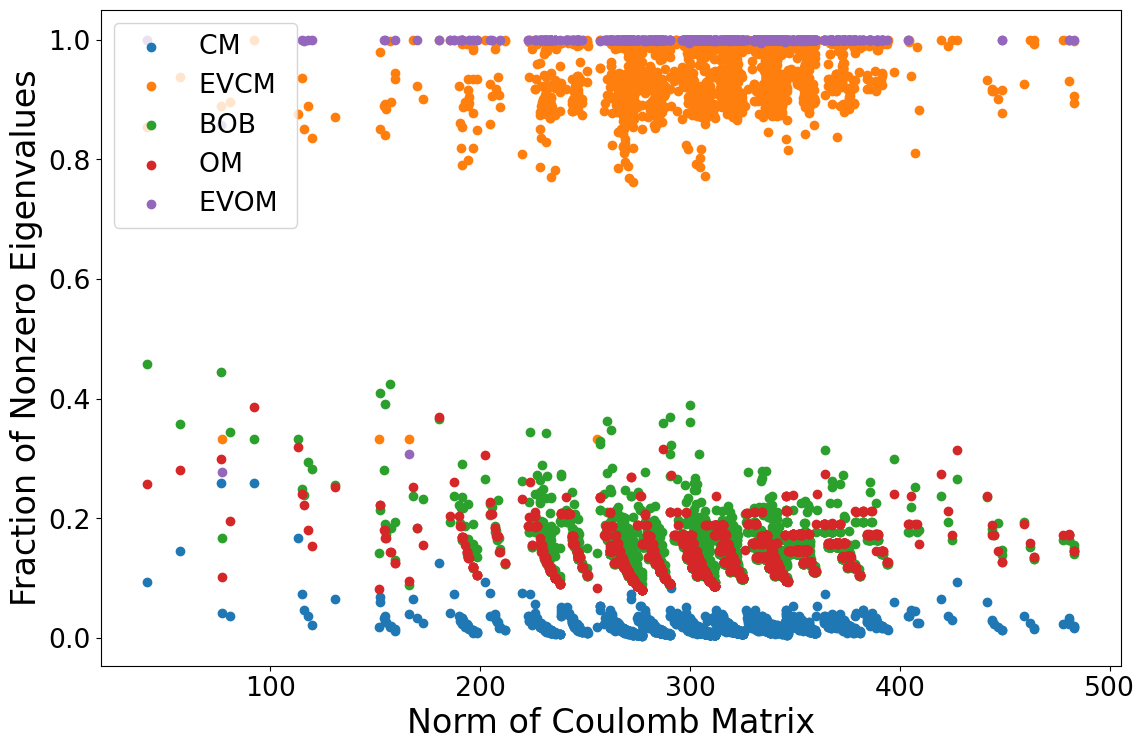 CM
EVCM
BOB
OM
EVOM
1.0
0.8
0.6
0.4
0.2
0.0
Fraction of Nonzero Eigenvalues
100
200
300
400
500
Norm of Coulomb Matrix